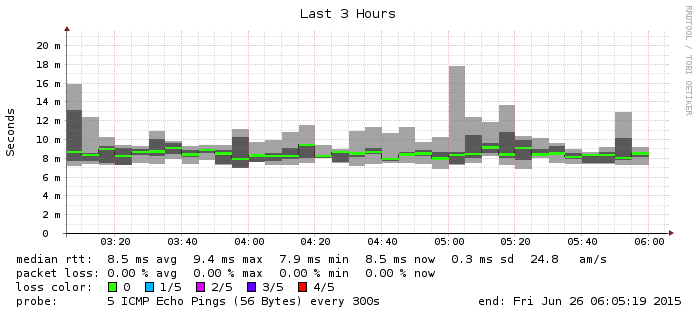 Last 3 Hours
RRDTOOL / TOBI OETIKER
Seconds
20 m
18 m
16 m
14 m
12 m
10 m
8 m
6 m
4 m
2 m
0
03:20 03:40 04:00 04:20 04:40 05:00 05:20 05:40 06:00
median rtt: 8.5 ms avg 9.4 ms max 7.9 ms min 8.5 ms now 0.3 ms sd 24.8 am/s
packet loss: 0.00 % avg 0.00 % max 0.00 % min 0.00 % now
loss color: 0 1/5 2/5 3/5 4/5
probe: 5 ICMP Echo Pings (56 Bytes) every 300s end: Fri Jun 26 06:05:19 2015